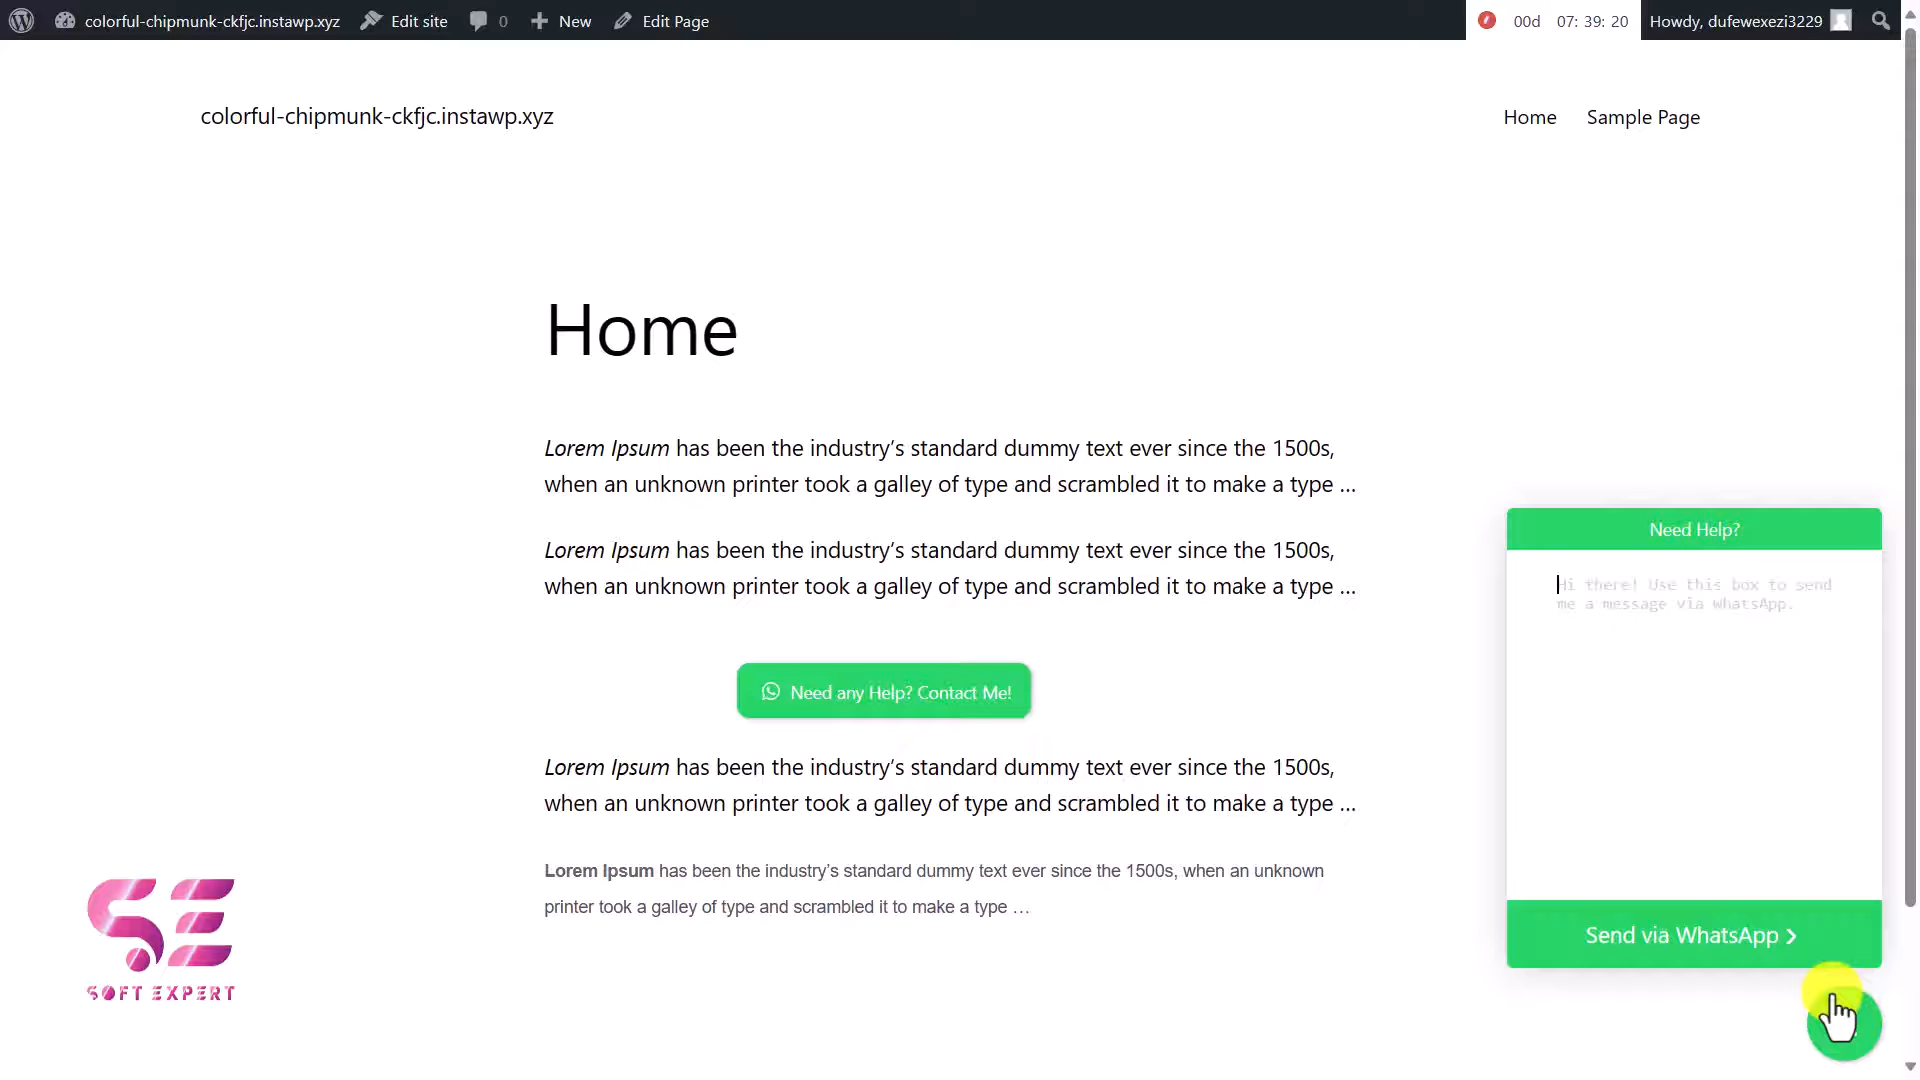 colorful-chipmunk-ckfjc.instawp.xyz Edit site 0 New Edit Page 00d 07: 39: 20 Howdy, dufewexezi3229
colorful-chipmunk-ckfjc.instawp.xyz Home Sample Page
Home
Lorem Ipsum has been the industry’s standard dummy text ever since the 1500s,
when an unknown printer took a galley of type and scrambled it to make a type …
Lorem Ipsum has been the industry’s standard dummy text ever since the 1500s,
when an unknown printer took a galley of type and scrambled it to make a type …
Need any Help? Contact Me!
Lorem Ipsum has been the industry’s standard dummy text ever since the 1500s,
when an unknown printer took a galley of type and scrambled it to make a type …
Lorem Ipsum has been the industry’s standard dummy text ever since the 1500s, when an unknown
printer took a galley of type and scrambled it to make a type …
Need Help?
Hi there! Use this box to send
me a message via whatsApp.
Send via WhatsApp
SE
SOFT EXPERT